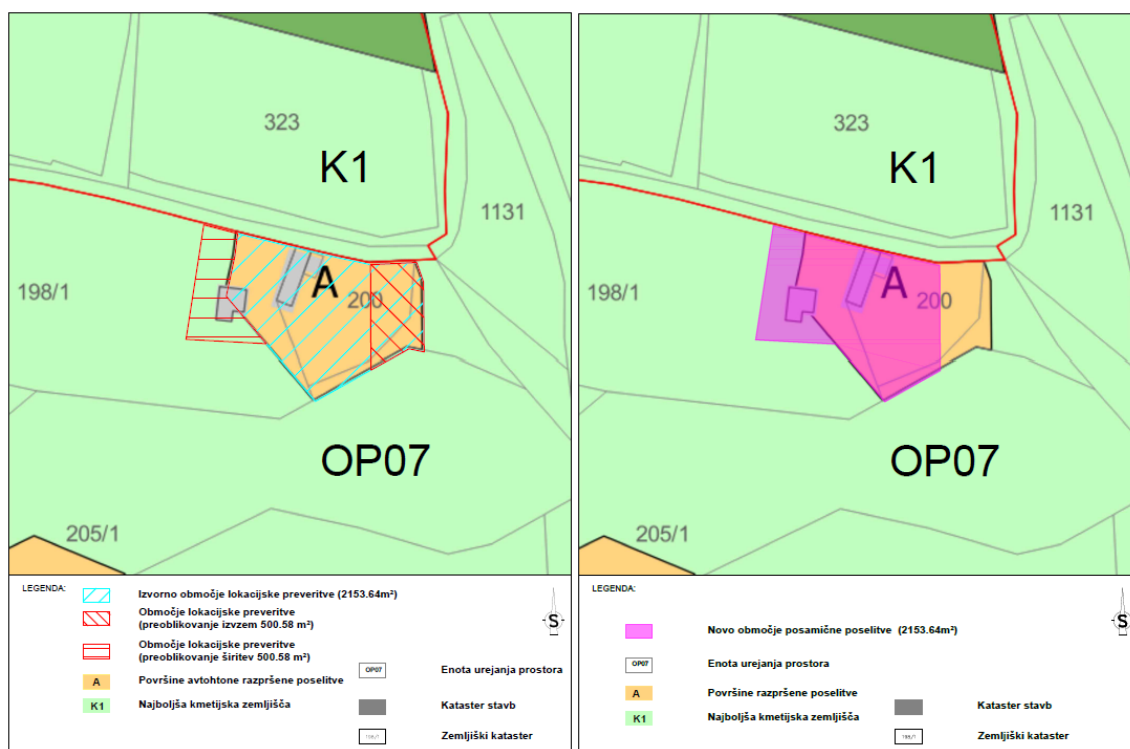 323
K1
1131
198/1
A
200
OP07
205/1
LEGENDA:
Izvorno območje lokacijske preveritve (2153.64m²)
Območje lokacijske preveritve
(preoblikovanje izvzem 500.58 m²)
S
Območje lokacijske preveritve
(preoblikovanje širitev 500.58 m²)
OP07 Enota urejanja prostora
A Površine avtohtone razpršene poselitve
K1 Najboljša kmetijska zemljišča
Kataster stavb
198/1 Zemljiški kataster
323
K1
1131
198/1
A
200
OP07
205/1
LEGENDA:
S
Novo območje posamične poselitve (2153.64m²)
OP07 Enota urejanja prostora
A Površine razpršene poselitve
K1 Najboljša kmetijska zemljišča
Kataster stavb
198/1 Zemljiški kataster